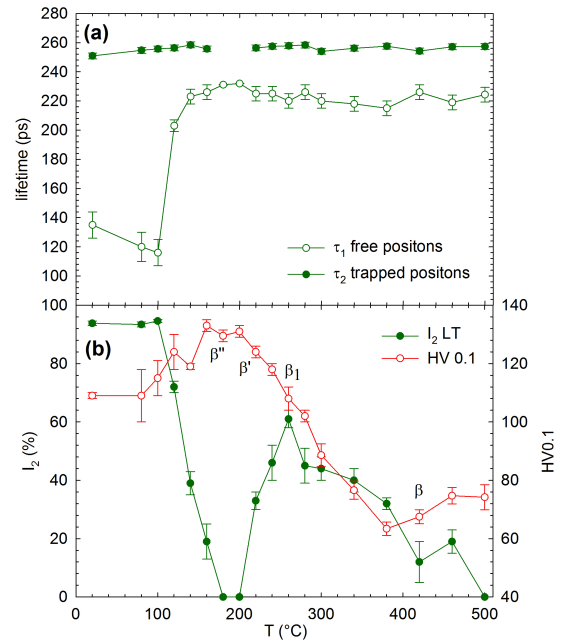 (a)
280
260
240
220
200
180
160
140
120
100
lifetime (ps)
τ1 free positons
τ2 trapped positons
(b)
100
80
60
40
20
0
I2 (%)
140
120
100
80
60
40
HV0.1
I2 LT
HV 0.1
β"
β'
β1
β
0 100 200 300 400 500
T (°C)